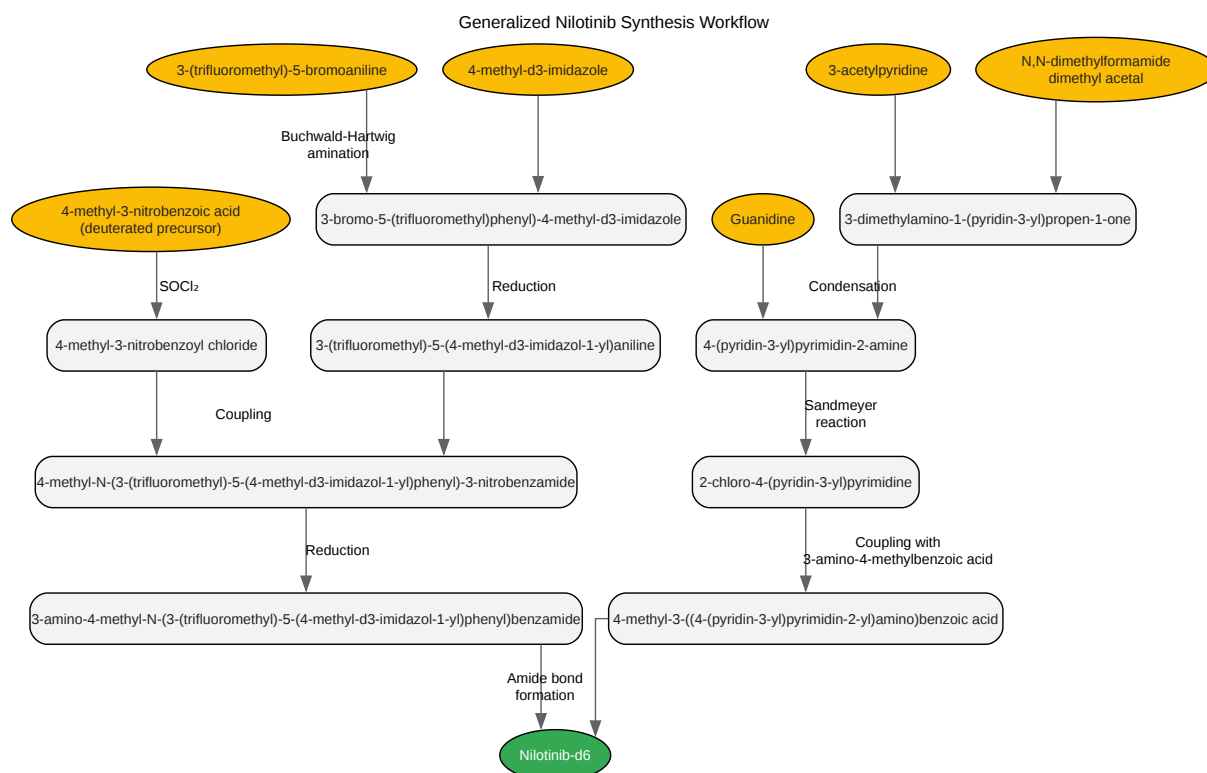 Generalized Nilotinib Synthesis Workflow
3-(trifluoromethyl)-5-bromoaniline
4-methyl-d3-imidazole
3-acetylpyridine
N,N-dimethylformamide
dimethyl acetal
Buchwald-Hartwig
amination
4-methyl-3-nitrobenzoic acid
(deuterated precursor)
3-bromo-5-(trifluoromethyl)phenyl)-4-methyl-d3-imidazole
Guanidine
3-dimethylamino-1-(pyridin-3-yl)propen-1-one
SOCl₂
Reduction
Condensation
4-methyl-3-nitrobenzoyl chloride
3-(trifluoromethyl)-5-(4-methyl-d3-imidazol-1-yl)aniline
4-(pyridin-3-yl)pyrimidin-2-amine
Coupling
Sandmeyer
reaction
4-methyl-N-(3-(trifluoromethyl)-5-(4-methyl-d3-imidazol-1-yl)phenyl)-3-nitrobenzamide
2-chloro-4-(pyridin-3-yl)pyrimidine
Reduction
Coupling with
3-amino-4-methylbenzoic acid
3-amino-4-methyl-N-(3-(trifluoromethyl)-5-(4-methyl-d3-imidazol-1-yl)phenyl)benzamide
4-methyl-3-((4-(pyridin-3-yl)pyrimidin-2-yl)amino)benzoic acid
Amide bond
formation
Nilotinib-d6